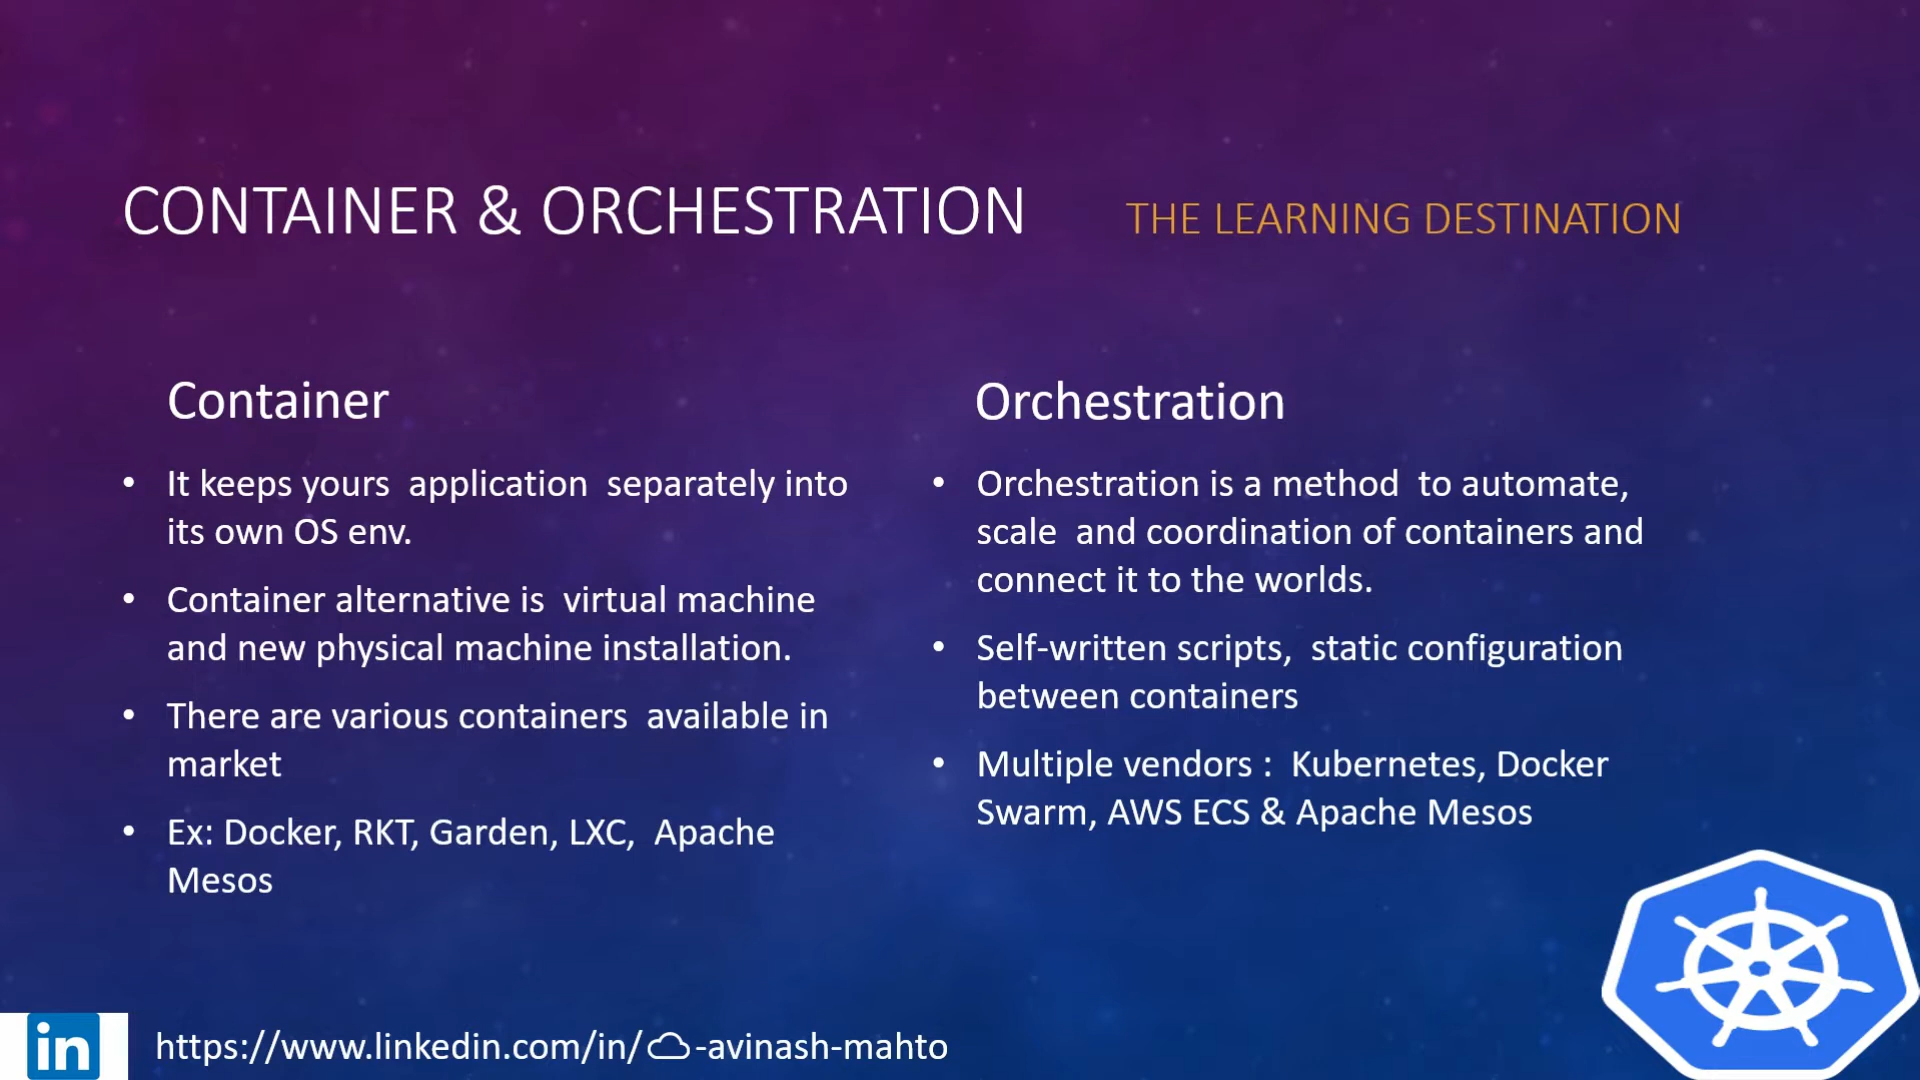 CONTAINER & ORCHESTRATION
THE LEARNING DESTINATION
Container
• It keeps yours application separately into
its own OS env.
• Container alternative is virtual machine
and new physical machine installation.
• There are various containers available in
market
• Ex: Docker, RKT, Garden, LXC, Apache
Mesos
Orchestration
• Orchestration is a method to automate,
scale and coordination of containers and
connect it to the worlds.
• Self-written scripts, static configuration
between containers
• Multiple vendors : Kubernetes, Docker
Swarm, AWS ECS & Apache Mesos
in
https://www.linkedin.com/in/☁-avinash-mahto